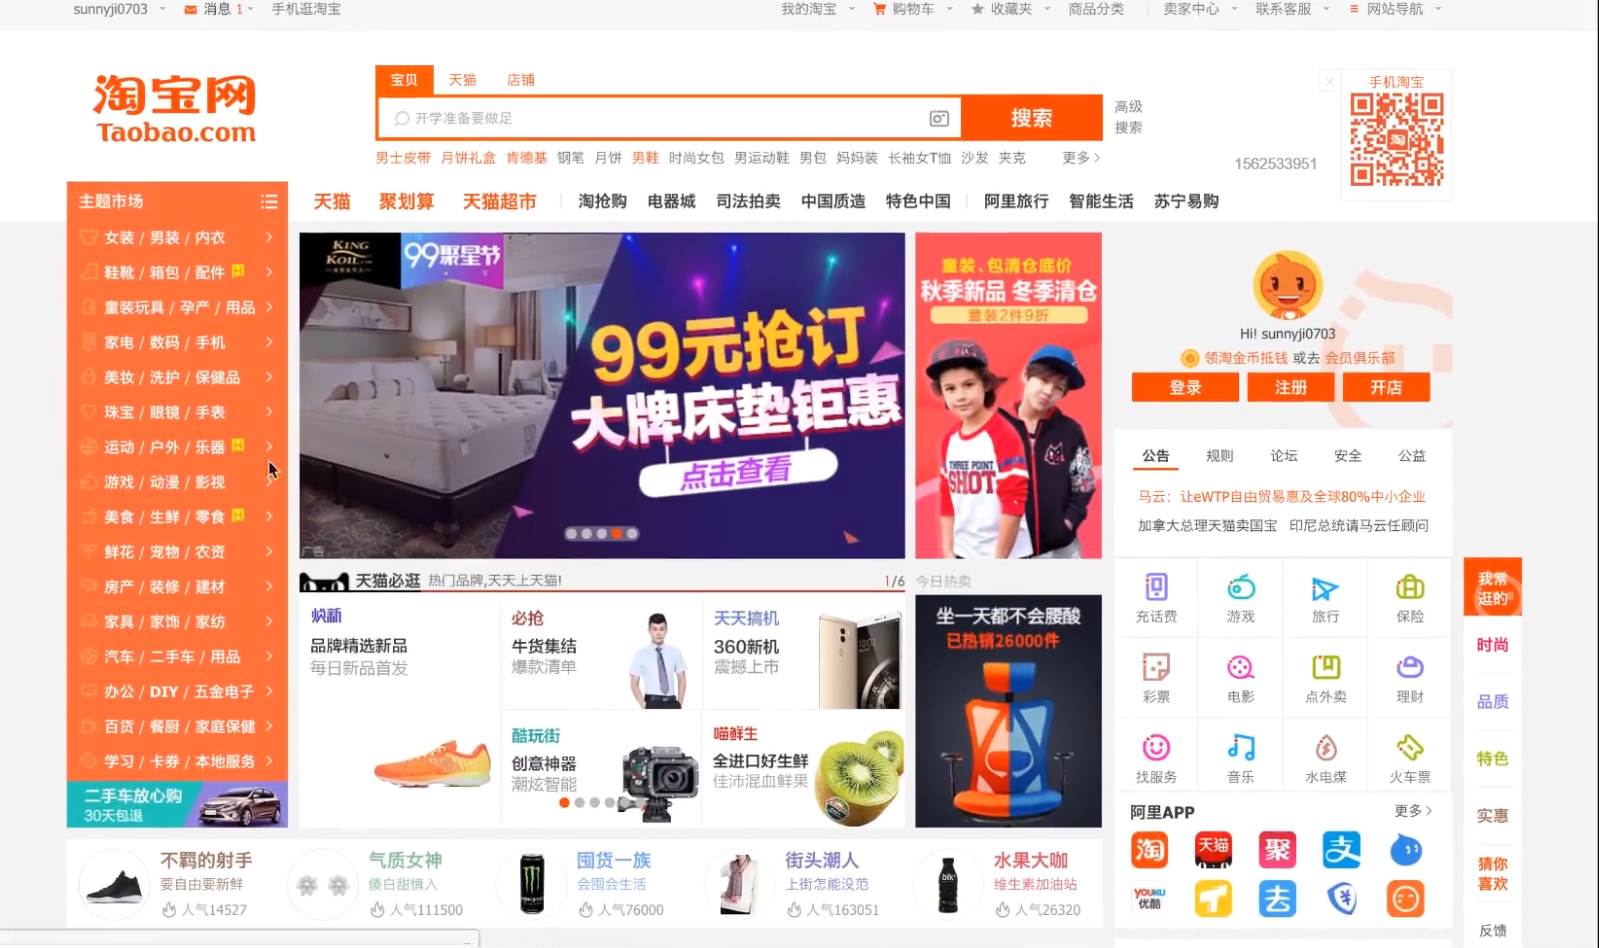 sunnyji0703
消息 1
手机逛淘宝
我的淘宝
购物车
收藏夹
商品分类
卖家中心
联系客服
网站导航
淘宝网
Taobao.com
宝贝
天猫
店铺
开学准备要做足
搜索
高级
搜索
男士皮带 月饼礼盒 肯德基 钢笔 月饼 男鞋 时尚女包 男运动鞋 男包 妈妈装 长袖女T恤 沙发 夹克
更多
1562533951
手机淘宝
淘
主题市场
天猫 聚划算 天猫超市 淘抢购 电器城 司法拍卖 中国质造 特色中国 阿里旅行 智能生活 苏宁易购
女装 / 男装 / 内衣
鞋靴 / 箱包 / 配件 H
童装玩具 / 孕产 / 用品
家电 / 数码 / 手机
美妆 / 洗护 / 保健品
珠宝 / 眼镜 / 手表
运动 / 户外 / 乐器 H
游戏 / 动漫 / 影视
美食 / 生鲜 / 零食 H
鲜花 / 宠物 / 农资
房产 / 装修 / 建材
家具 / 家饰 / 家纺
汽车 / 二手车 / 用品
办公 / DIY / 五金电子
百货 / 餐厨 / 家庭保健
学习 / 卡券 / 本地服务
二手车放心购
30天包退
KING
KOIL
99聚星节
99元抢订
大牌床垫钜惠
点击查看
广告
童装、包清仓底价
秋季新品 冬季清仓
童装2件9折
THREE POINT
SHOT
Hi! sunnyji0703
领淘金币抵钱 或去 会员俱乐部
登录
注册
开店
公告 规则 论坛 安全 公益
马云：让eWTP自由贸易惠及全球80%中小企业
加拿大总理天猫卖国宝 印尼总统请马云任顾问
天猫必逛
热门品牌,天天上天猫!
1/6
今日热卖
焕新
品牌精选新品
每日新品首发
必抢
牛货集结
爆款清单
天天搞机
360新机
震撼上市
酷玩街
创意神器
潮炫智能
喵鲜生
全进口好生鲜
佳沛混血鲜果
坐一天都不会腰酸
已热销26000件
充话费 游戏 旅行 保险
彩票 电影 点外卖 理财
找服务 音乐 水电煤 火车票
阿里APP
更多
淘
天猫
聚
支
YOUKU
优酷
去
我常
逛的
时尚
品质
特色
实惠
猜你
喜欢
反馈
不羁的射手
要自由要新鲜
人气14527
气质女神
傻白甜慎入
人气111500
囤货一族
会囤会生活
人气76000
街头潮人
上街怎能没范
人气163051
blk
水果大咖
维生素加油站
人气26320